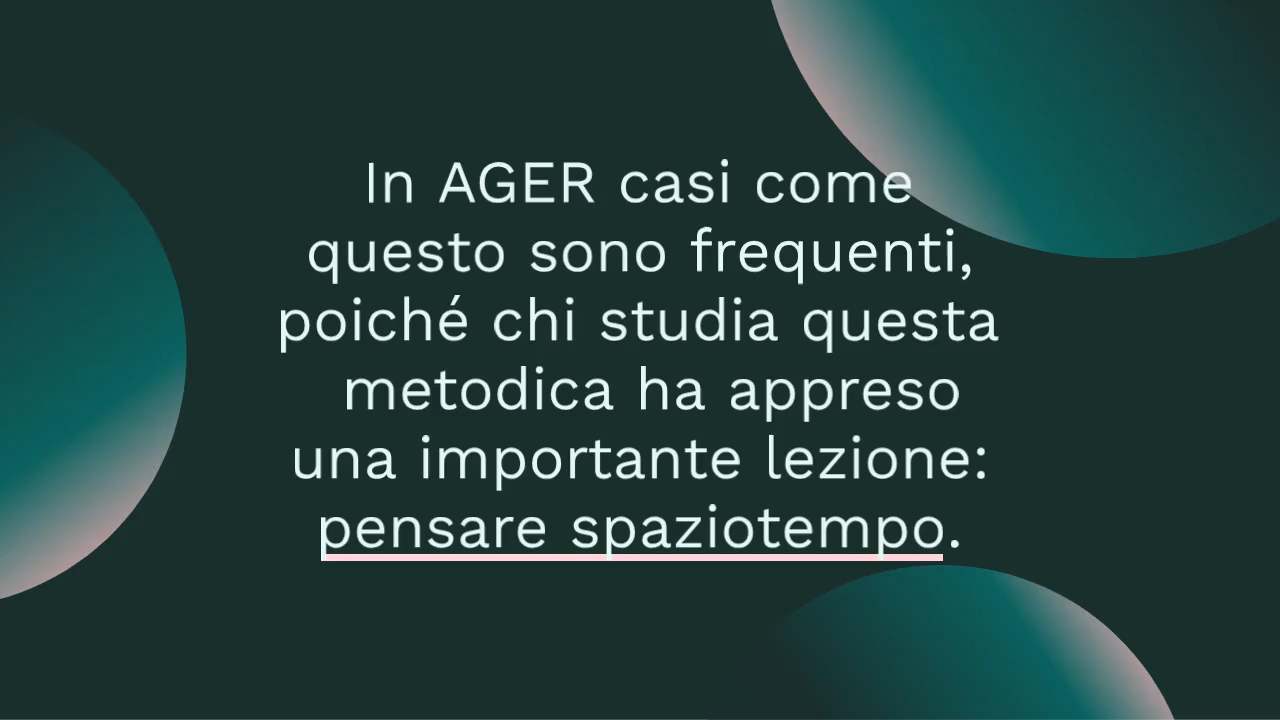 In AGER casi come
questo sono frequenti,
poiché chi studia questa
metodica ha appreso
una importante lezione:
pensare spaziotempo.